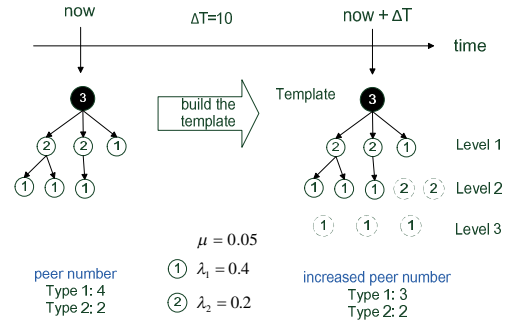 now
ΔT=10
now + ΔT
time
3
build the
template
Template
3
2 2 1
2 2 1
Level 1
1 1 1
1 1 1 2 2
Level 2
1 1 1
Level 3
μ = 0.05
peer number
Type 1: 4
Type 2: 2
1 λ₁ = 0.4
2 λ₂ = 0.2
increased peer number
Type 1: 3
Type 2: 2